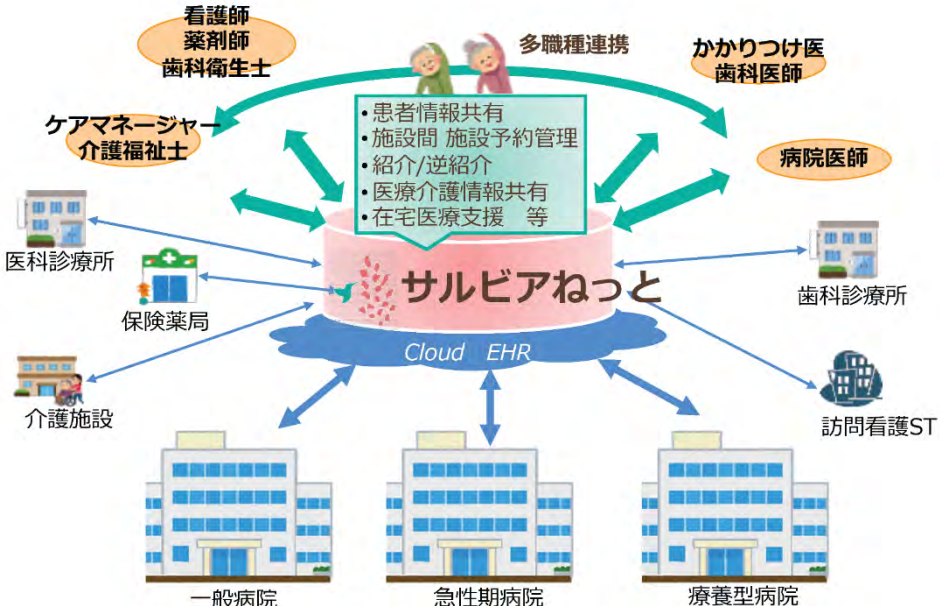 看護師
薬剤師
歯科衛生士
多職種連携
かかりつけ医
歯科医師
ケアマネージャー
介護福祉士
病院医師
•患者情報共有
•施設間 施設予約管理
•紹介/逆紹介
•医療介護情報共有
•在宅医療支援　等
医科診療所
保険薬局
介護施設
サルビアねっと
Cloud EHR
歯科診療所
訪問看護ST
一般病院
急性期病院
療養型病院